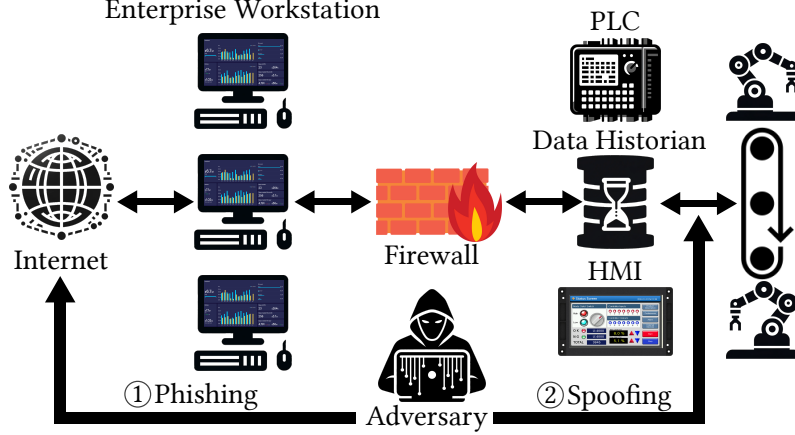 Enterprise Workstation
PLC
Data Historian
Internet
Firewall
HMI
①Phishing
Adversary
②Spoofing